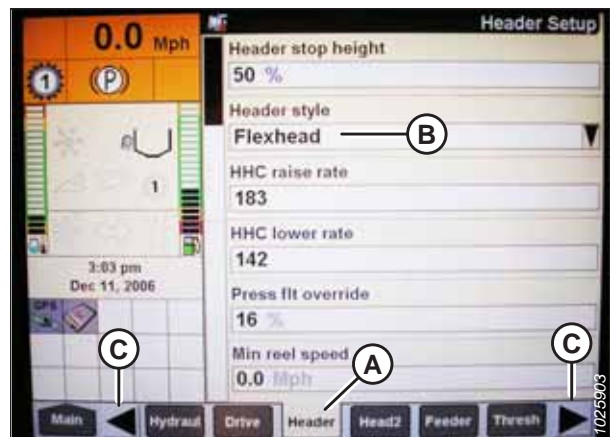 0.0 Mph
1
(P)
1
3:03 pm
Dec 11, 2006
GPS
Header Setup
Header stop height
50 %
Header style
Flexhead
B
HHC raise rate
183
HHC lower rate
142
Press flt override
16 %
Min reel speed
0.0 Mph
A
C
C
Main
Hydraul
Drive
Header
Head2
Feeder
Thresh
1025903